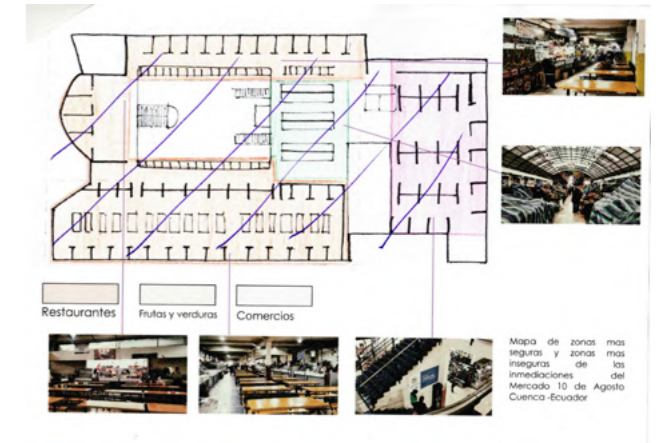 Restaurantes
Frutas y verduras
Comercios
Mapa de zonas mas
seguras y zonas mas
inseguras de las
inmediaciones del
Mercado 10 de Agosto
Cuenca -Ecuador